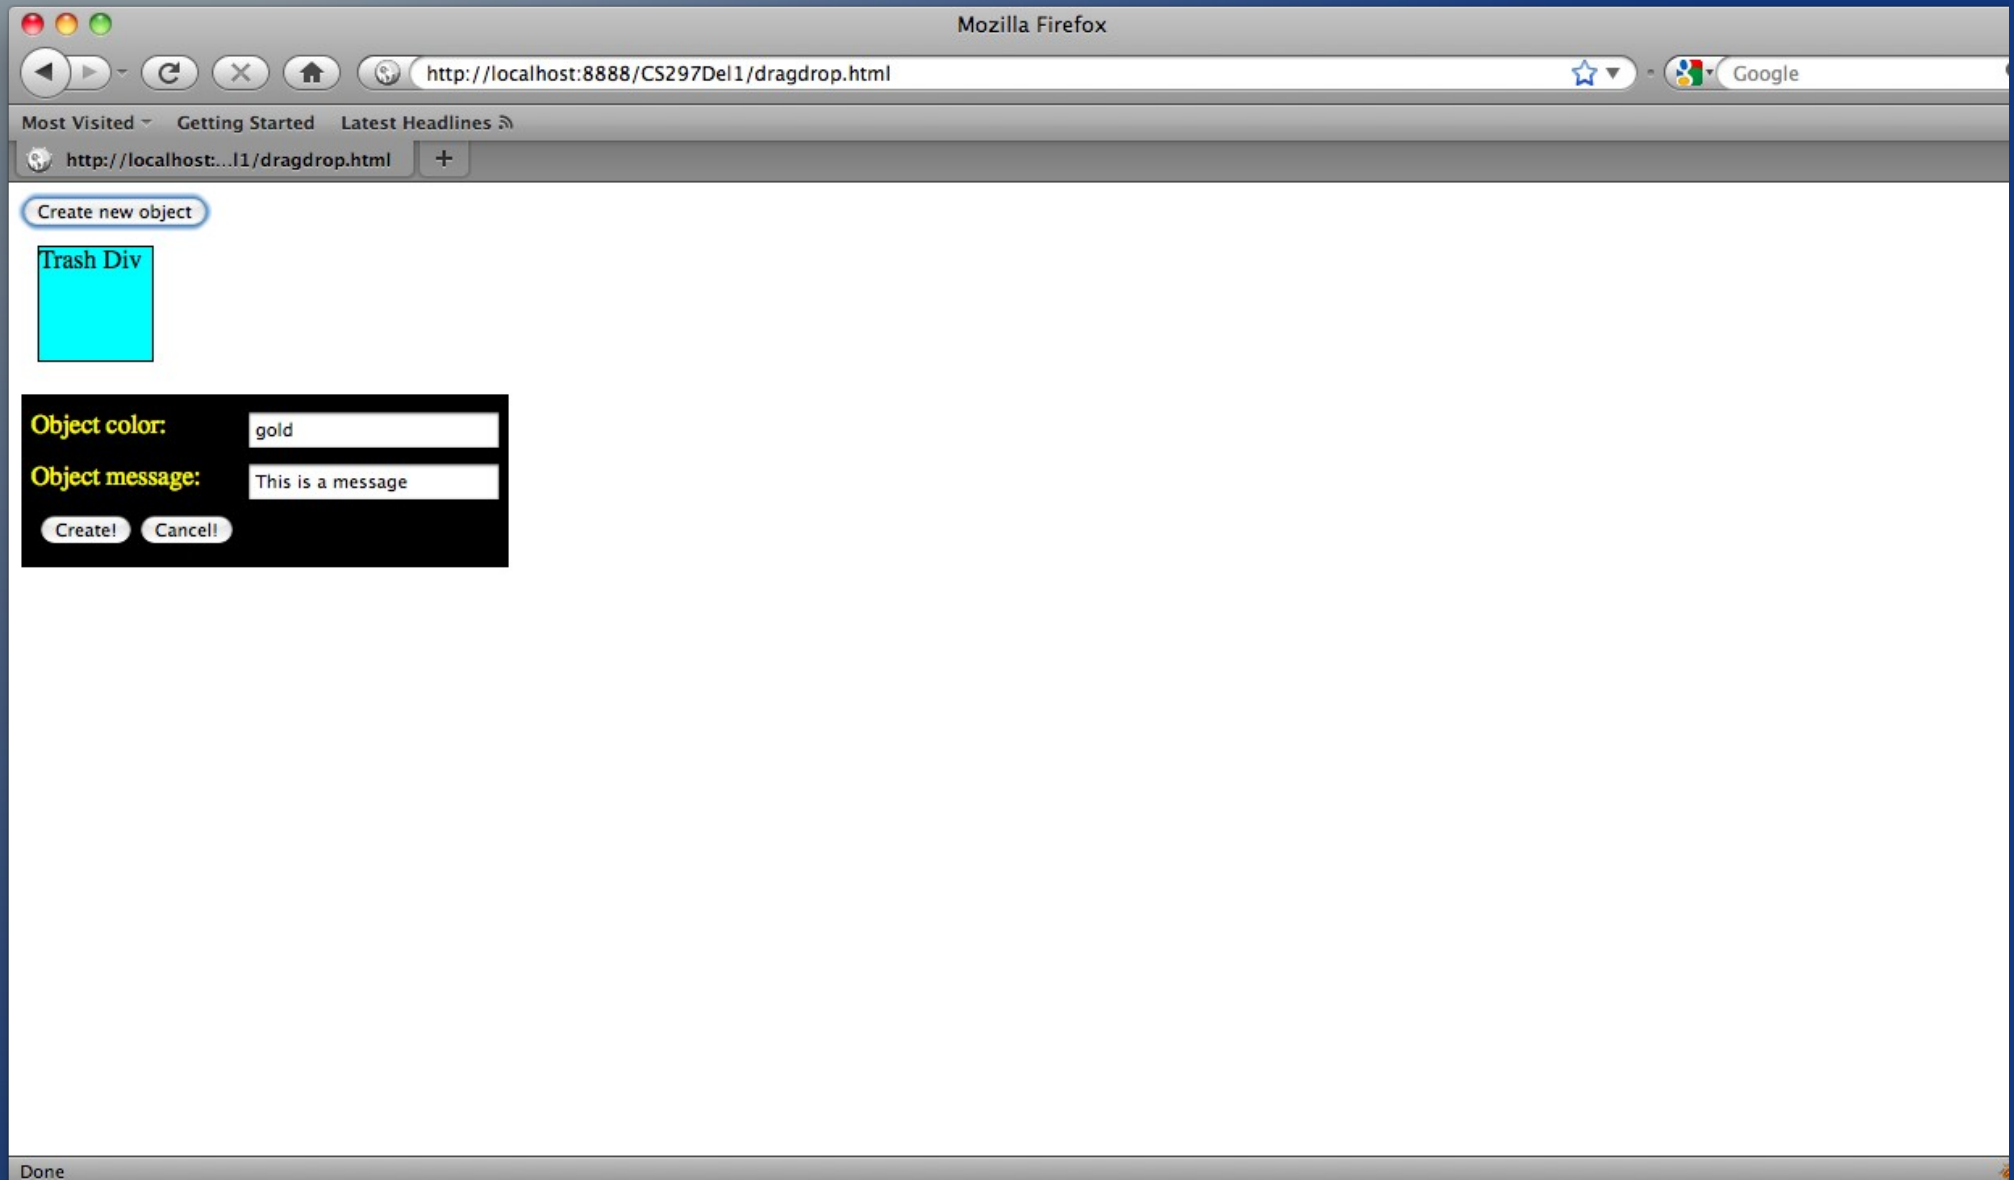 Mozilla Firefox
http://localhost:8888/CS297Del1/dragdrop.html
Google
Most Visited Getting Started Latest Headlines
http://localhost:...l1/dragdrop.html +
Create new object
Trash Div
Object color: gold
Object message: This is a message
Create! Cancel!
Done